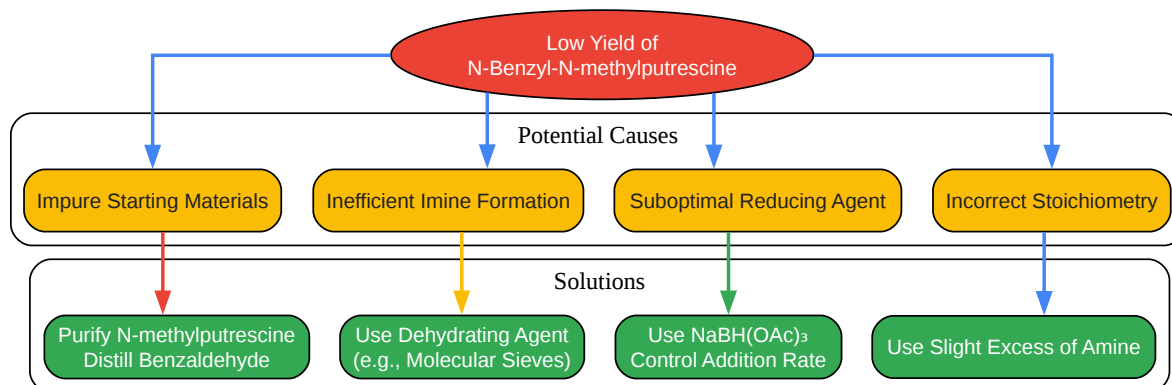 Low Yield of
N-Benzyl-N-methylputrescine
Potential Causes
Impure Starting Materials
Inefficient Imine Formation
Suboptimal Reducing Agent
Incorrect Stoichiometry
Solutions
Purify N-methylputrescine
Distill Benzaldehyde
Use Dehydrating Agent
(e.g., Molecular Sieves)
Use NaBH(OAc)₃
Control Addition Rate
Use Slight Excess of Amine